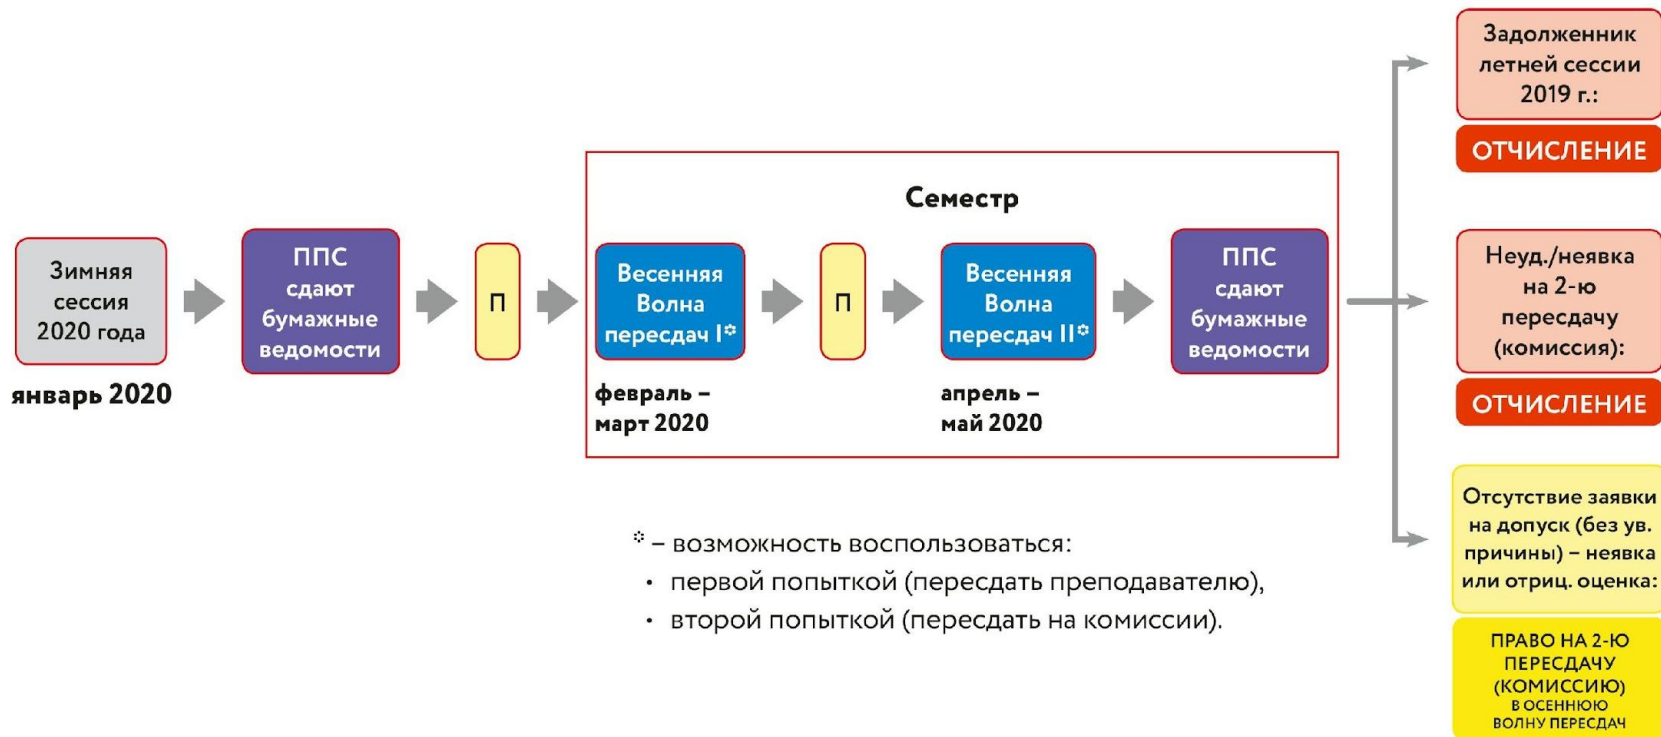 Зимняя
сессия
2020 года
январь 2020
ППС
сдают
бумажные
ведомости
П
Семестр
Весенняя
Волна
пересдач I*
февраль –
март 2020
П
Весенняя
Волна
пересдач II*
апрель –
май 2020
ППС
сдают
бумажные
ведомости
* – возможность воспользоваться:
· первой попыткой (пересдать преподавателю),
· второй попыткой (пересдать на комиссии).
Задолженник
летней сессии
2019 г.:
ОТЧИСЛЕНИЕ
Неуд./неявка
на 2-ю
пересдачу
(комиссия):
ОТЧИСЛЕНИЕ
Отсутствие заявки
на допуск (без ув.
причины) – неявка
или отриц. оценка:
ПРАВО НА 2-Ю
ПЕРЕСДАЧУ
(КОМИССИЮ)
В ОСЕННЮЮ
ВОЛНУ ПЕРЕСДАЧ